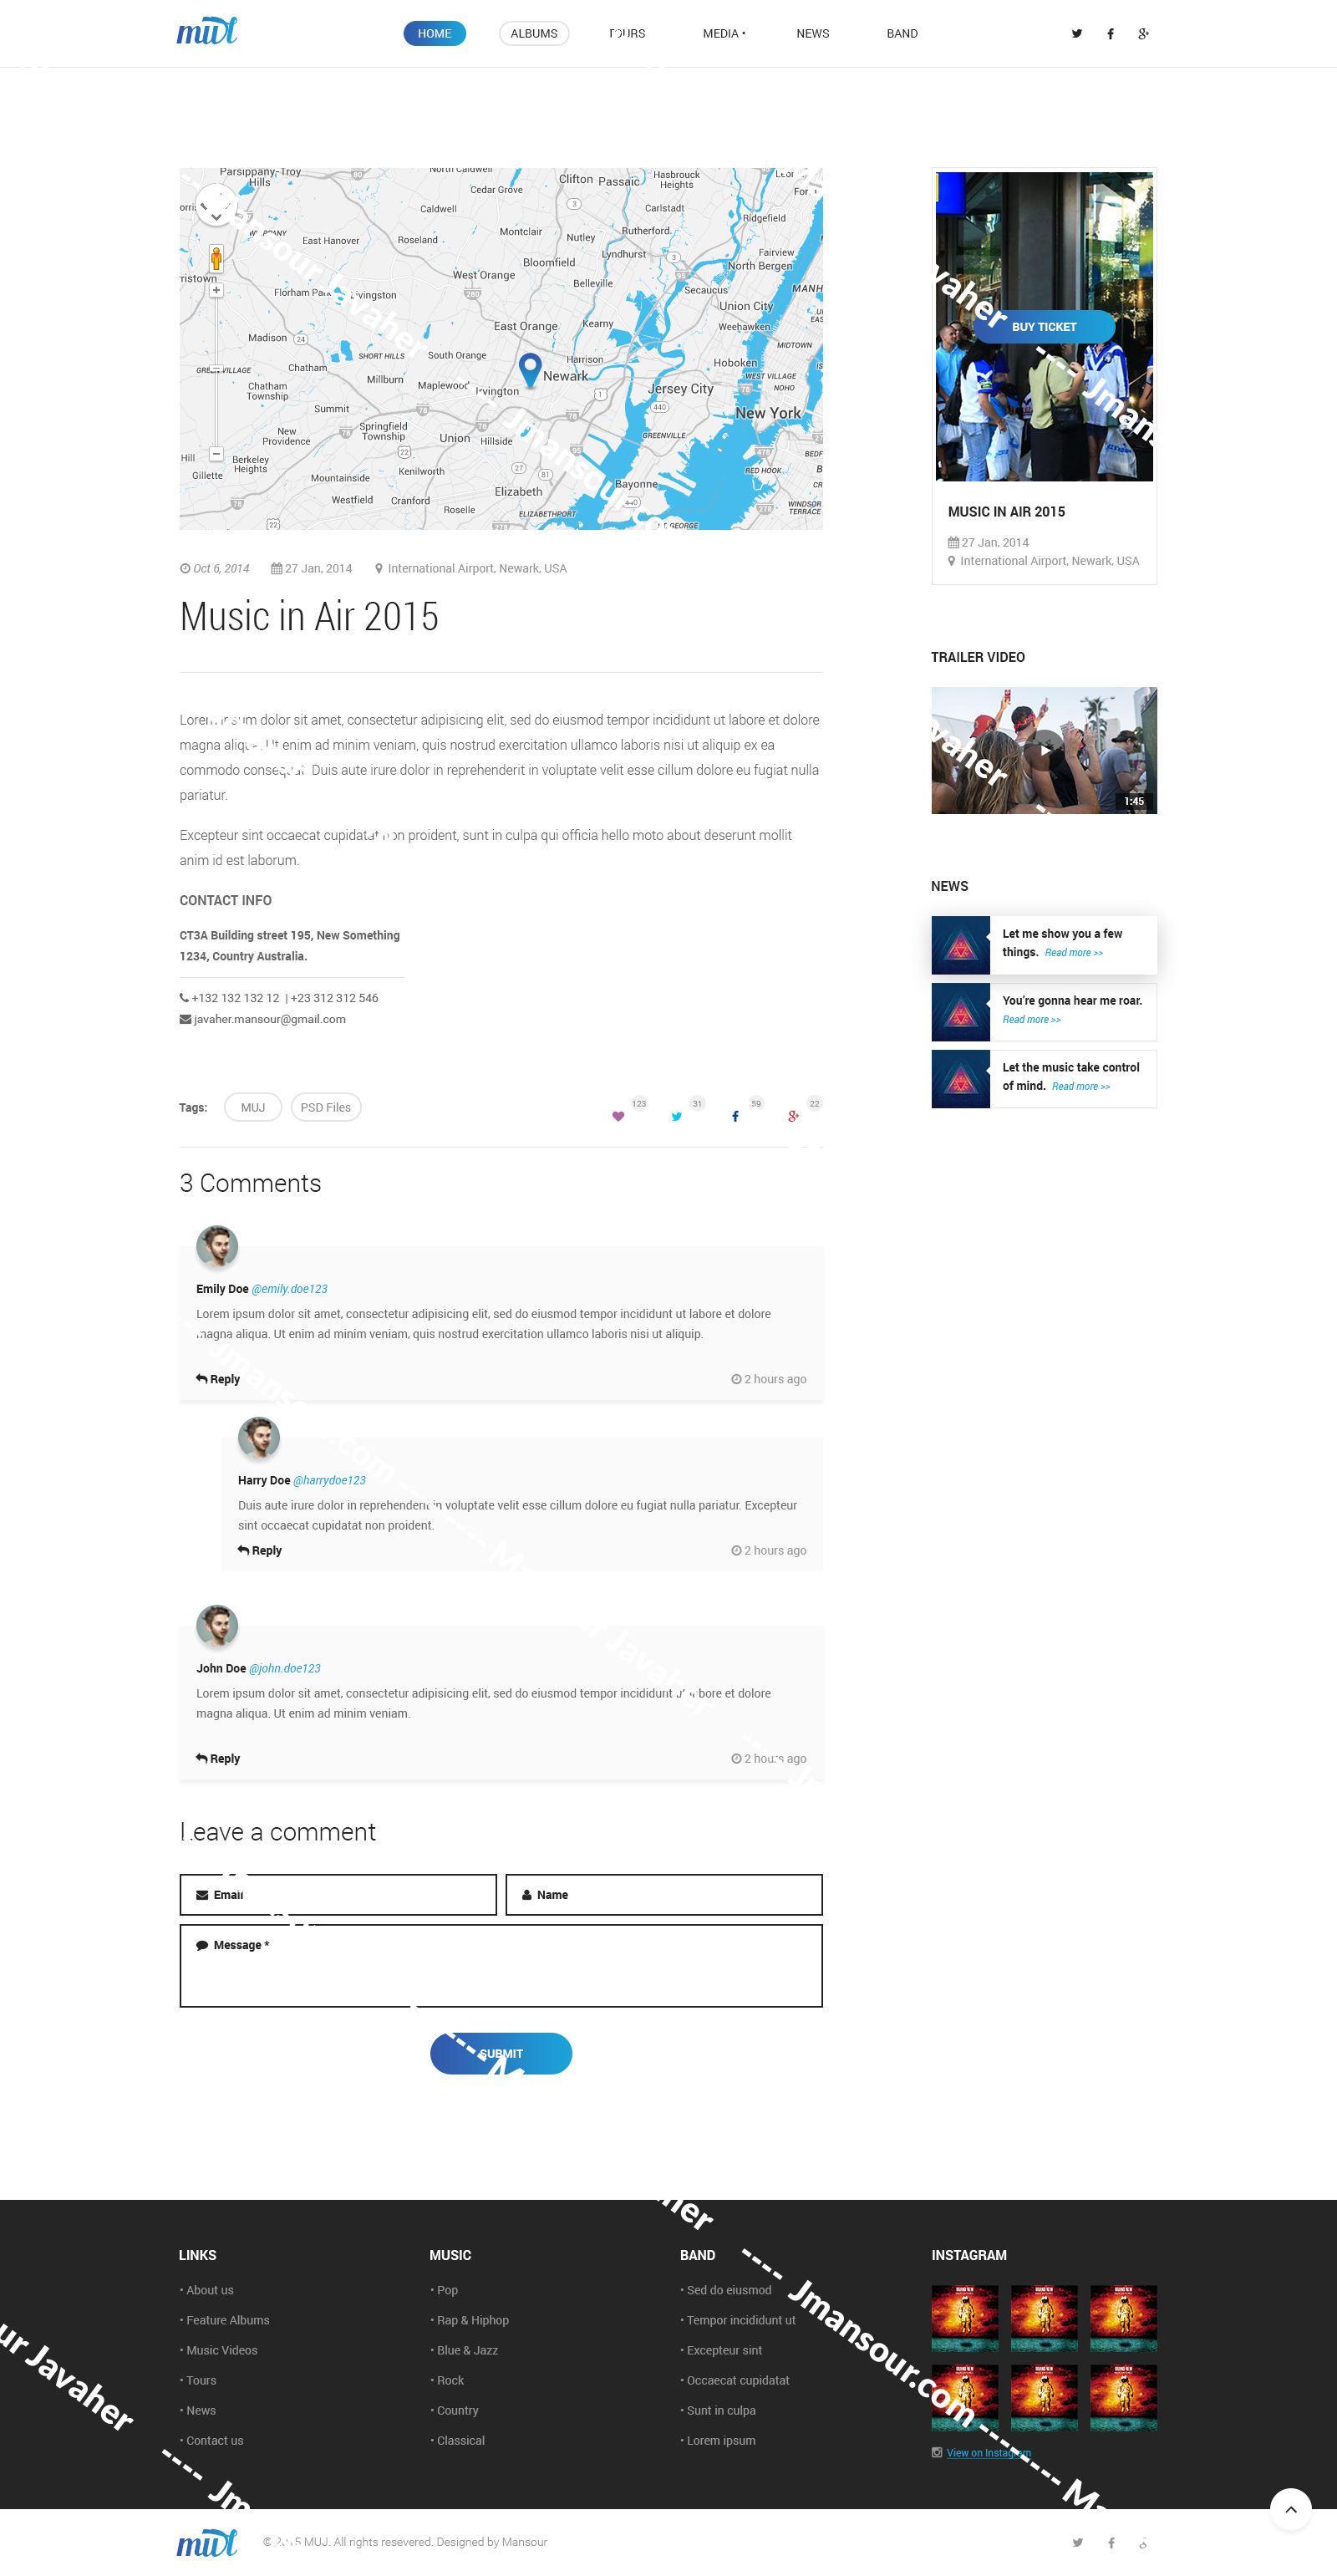 muj
HOME
ALBUMS
TOURS
MEDIA •
NEWS
BAND
Parsippany-Troy Hills
North Caldwell
Cedar Grove
Clifton
Passaic
Hasbrouck Heights
Caldwell
Carlstadt
Ridgefield
East Hanover
Roseland
Montclair
Nutley
Rutherford
Lyndhurst
Fairview
Bloomfield
North Bergen
West Orange
Belleville
Secaucus
Florham Park
Livingston
Union City
East Orange
Kearny
Weehawken
Madison
SHORT HILLS
South Orange
Harrison
Hoboken
MIDTOWN
Chatham
Millburn
Maplewood
Irvington
Newark
Jersey City
WEST VILLAGE
NOHO
Chatham Township
Summit
New York
New Providence
Springfield Township
Union
Hillside
GREENVILLE
Berkeley Heights
Gillette
Mountainside
Kenilworth
Elizabeth
Bayonne
RED HOOK
Westfield
Cranford
Roselle
ELIZABETHPORT
WINDSOR TERRACE
Mansour Javaher
---- Jmansour.com
Oct 6, 2014
27 Jan, 2014
International Airport, Newark, USA
Music in Air 2015
Lorem ipsum dolor sit amet, consectetur adipisicing elit, sed do eiusmod tempor incididunt ut labore et dolore
magna aliqua. Ut enim ad minim veniam, quis nostrud exercitation ullamco laboris nisi ut aliquip ex ea
commodo consequat. Duis aute irure dolor in reprehenderit in voluptate velit esse cillum dolore eu fugiat nulla
pariatur.
Excepteur sint occaecat cupidatat non proident, sunt in culpa qui officia hello moto about deserunt mollit
anim id est laborum.
CONTACT INFO
CT3A Building street 195, New Something
1234, Country Australia.
+132 132 132 12 | +23 312 312 546
javaher.mansour@gmail.com
Tags:
MUJ
PSD Files
123
31
59
22
3 Comments
Emily Doe @emily.doe123
Lorem ipsum dolor sit amet, consectetur adipisicing elit, sed do eiusmod tempor incididunt ut labore et dolore
magna aliqua. Ut enim ad minim veniam, quis nostrud exercitation ullamco laboris nisi ut aliquip.
Reply
2 hours ago
Harry Doe @harrydoe123
Duis aute irure dolor in reprehenderit in voluptate velit esse cillum dolore eu fugiat nulla pariatur. Excepteur
sint occaecat cupidatat non proident.
Reply
2 hours ago
John Doe @john.doe123
Lorem ipsum dolor sit amet, consectetur adipisicing elit, sed do eiusmod tempor incididunt ut labore et dolore
magna aliqua. Ut enim ad minim veniam.
Reply
2 hours ago
Leave a comment
Email
Name
Message *
SUBMIT
BUY TICKET
MUSIC IN AIR 2015
27 Jan, 2014
International Airport, Newark, USA
TRAILER VIDEO
1:45
NEWS
Let me show you a few
things. Read more >>
You're gonna hear me roar.
Read more >>
Let the music take control
of mind. Read more >>
LINKS
• About us
• Feature Albums
• Music Videos
• Tours
• News
• Contact us
MUSIC
• Pop
• Rap & Hiphop
• Blue & Jazz
• Rock
• Country
• Classical
BAND
• Sed do eiusmod
• Tempor incididunt ut
• Excepteur sint
• Occaecat cupidatat
• Sunt in culpa
• Lorem ipsum
INSTAGRAM
View on Instagram
---- Jmansour.com ------
muj
© 2015 MUJ. All rights resevered. Designed by Mansour